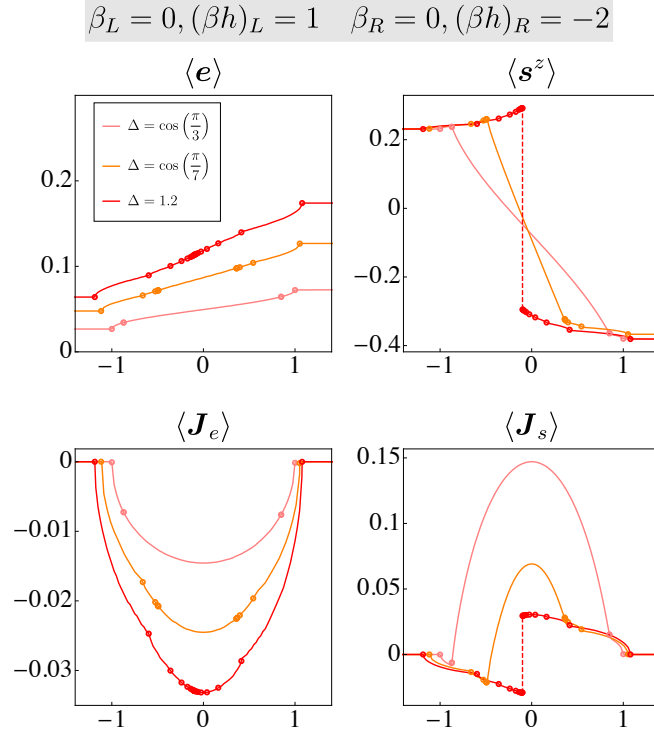 β_L = 0, (βh)_L = 1 β_R = 0, (βh)_R = −2
⟨e⟩
⟨s^z⟩
Δ = cos(π/3)
Δ = cos(π/7)
Δ = 1.2
0.2
0.1
0
−1 0 1
0.2
0
−0.2
−0.4
−1 0 1
⟨J_e⟩
⟨J_s⟩
0
−0.01
−0.02
−0.03
−1 0 1
0.15
0.1
0.05
0
−1 0 1